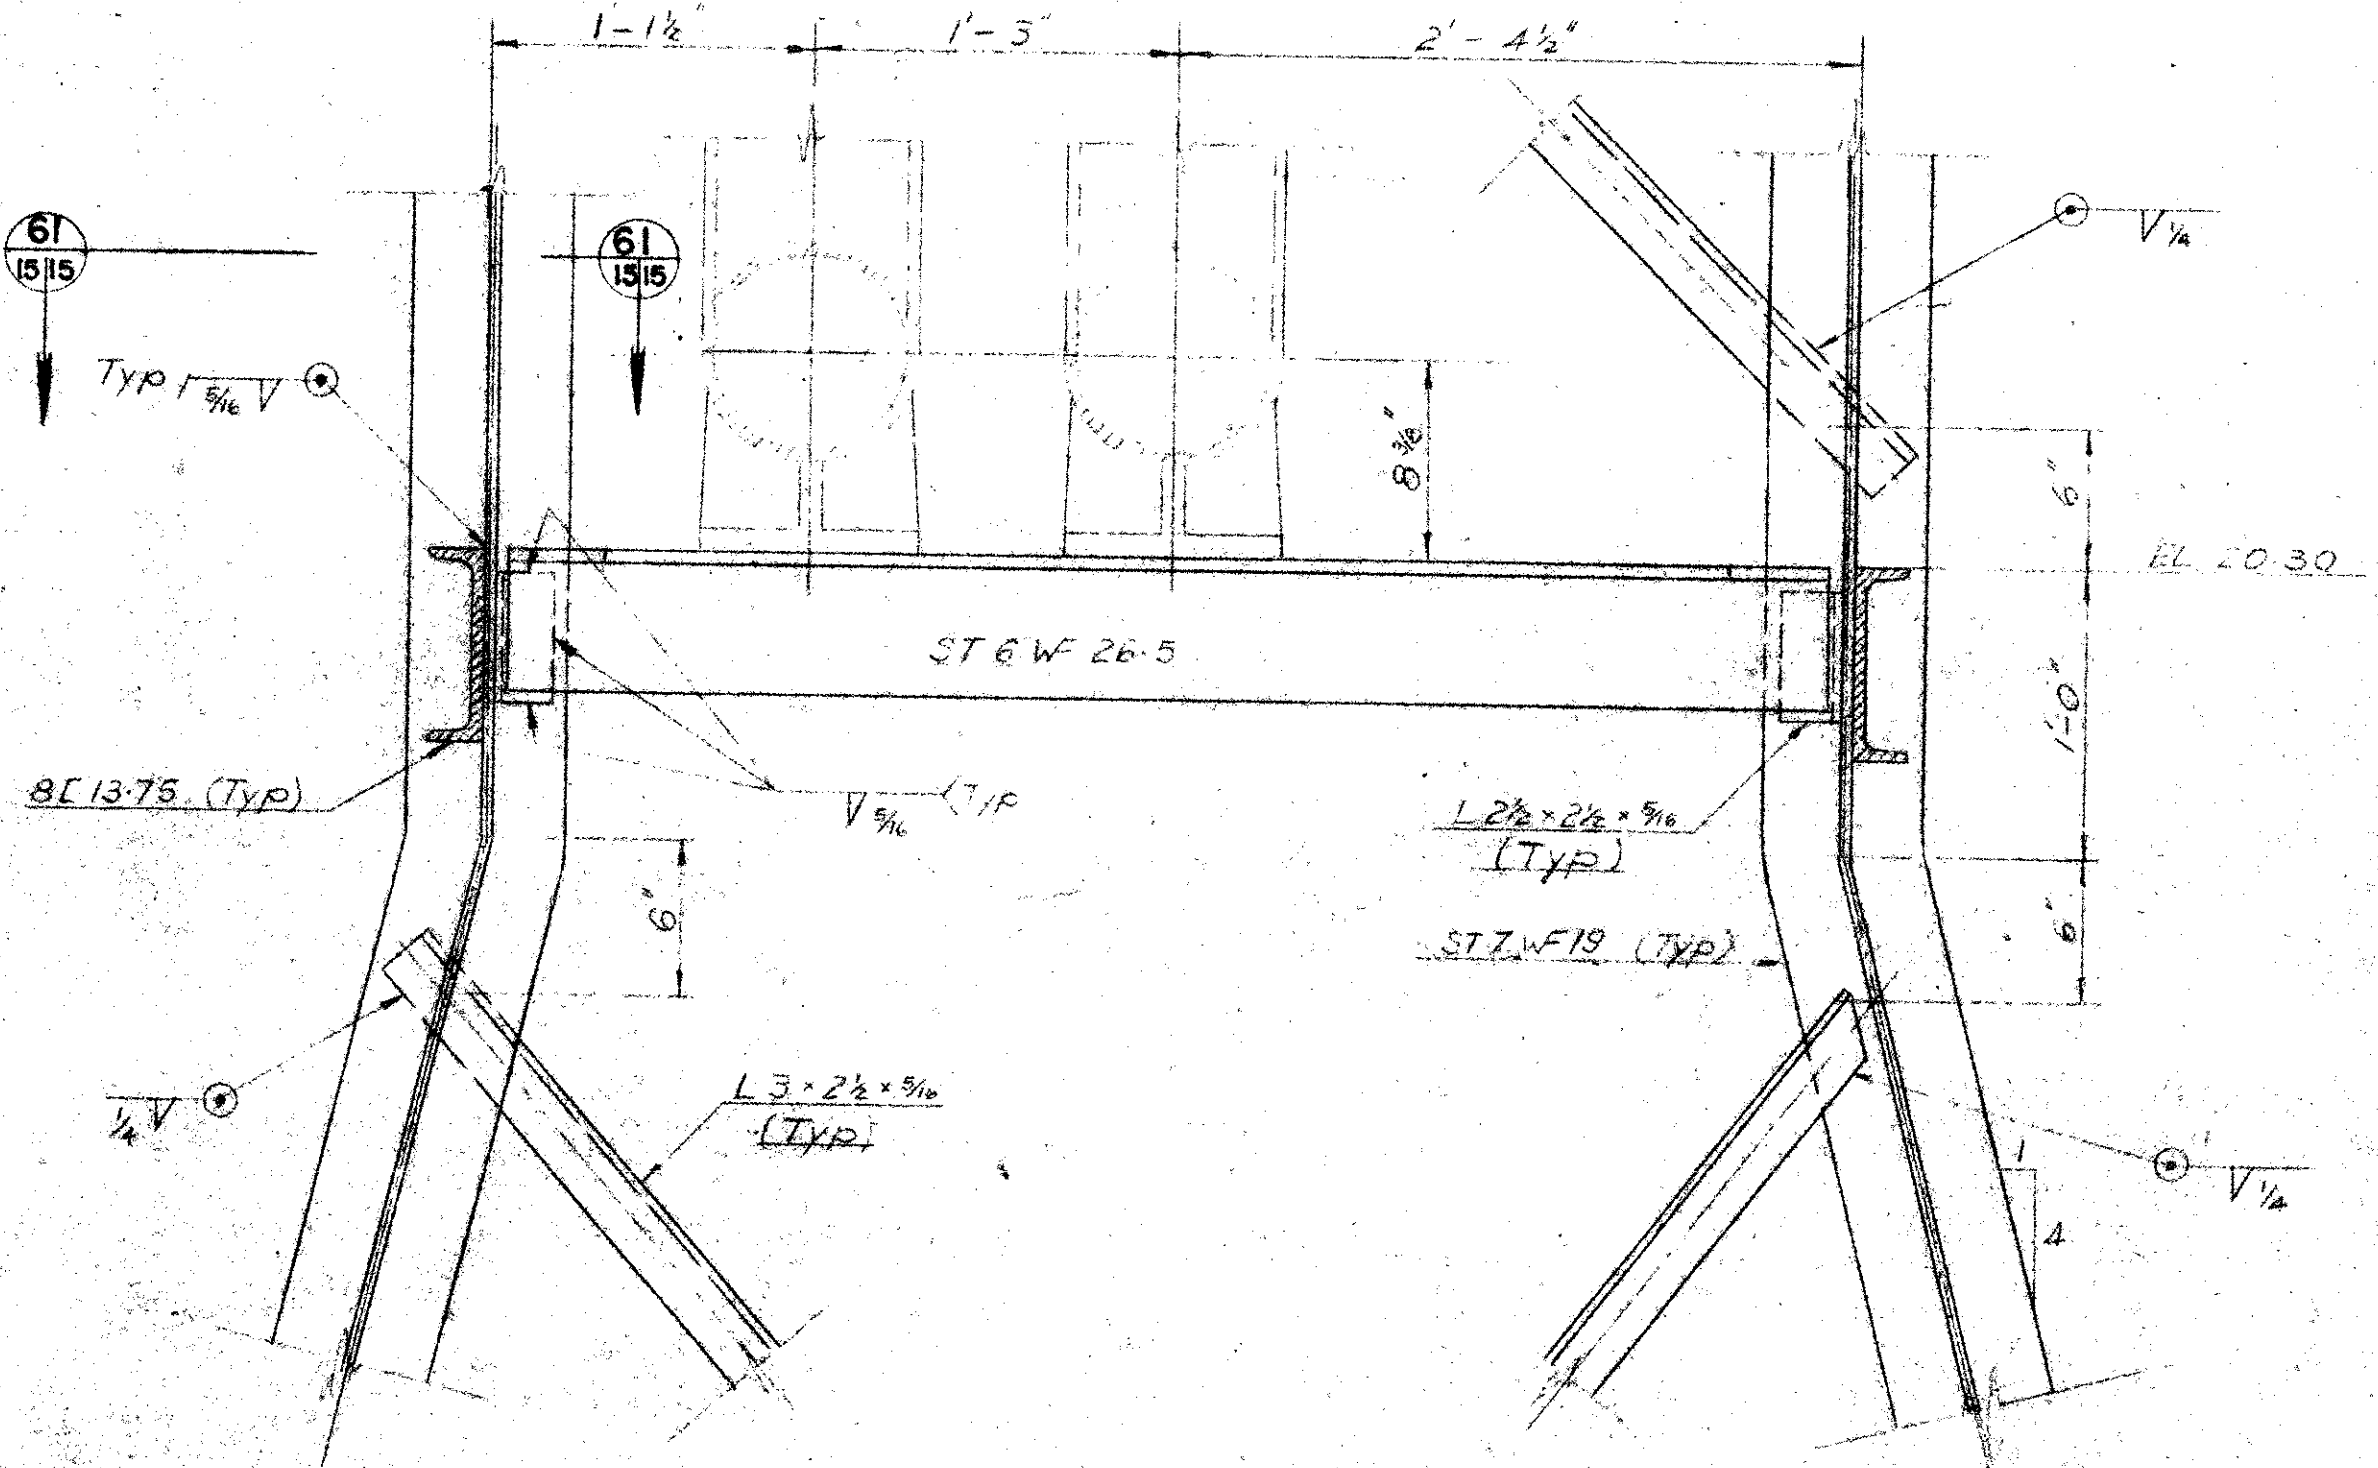 1'-1½" 1'-3" 2'-4½"
61
15 15
61
15 15
V ¼
Typ 5/16 V
8 3/8"
6"
EL 20.30
ST 6 WF 26.5
1'-0"
8[ 13.75 (Typ)
V 5/16 (Typ
L 2½ × 2½ × 5/16
(Typ)
6"
6"
ST 7 WF 19 (Typ)
L 3 × 2½ × 5/16
(Typ)
¼ V
1
4
V ¼